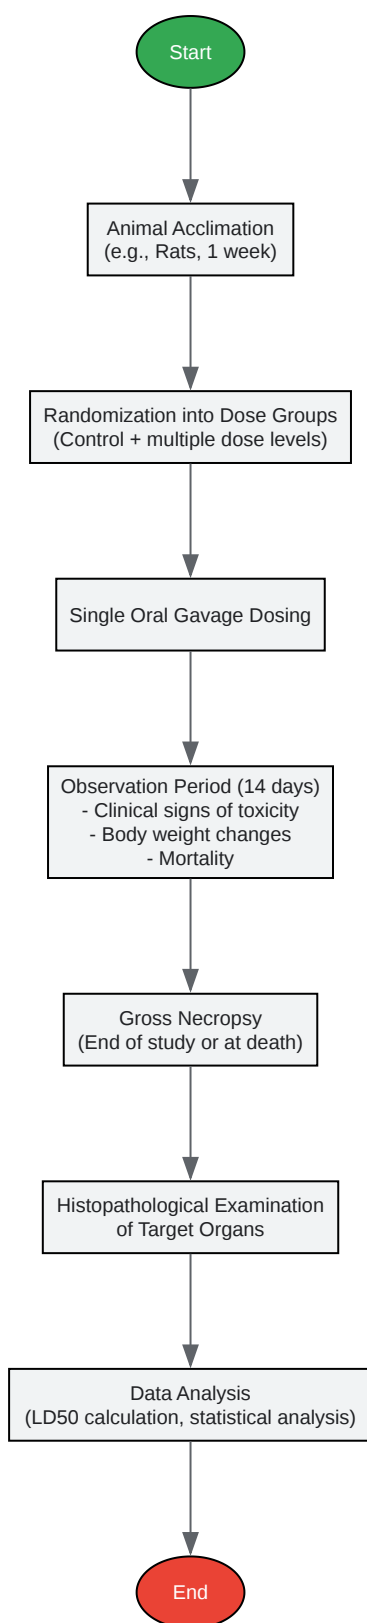 Start
Animal Acclimation
(e.g., Rats, 1 week)
Randomization into Dose Groups
(Control + multiple dose levels)
Single Oral Gavage Dosing
Observation Period (14 days)
- Clinical signs of toxicity
- Body weight changes
- Mortality
Gross Necropsy
(End of study or at death)
Histopathological Examination
of Target Organs
Data Analysis
(LD50 calculation, statistical analysis)
End